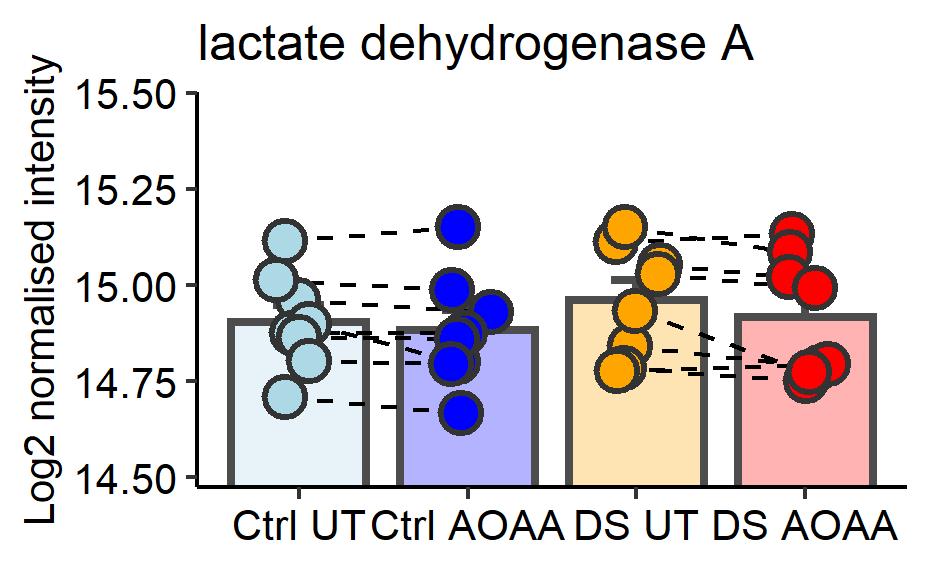 lactate dehydrogenase A
Log2 normalised intensity
15.50
15.25
15.00
14.75
14.50
Ctrl UT Ctrl AOAA DS UT DS AOAA